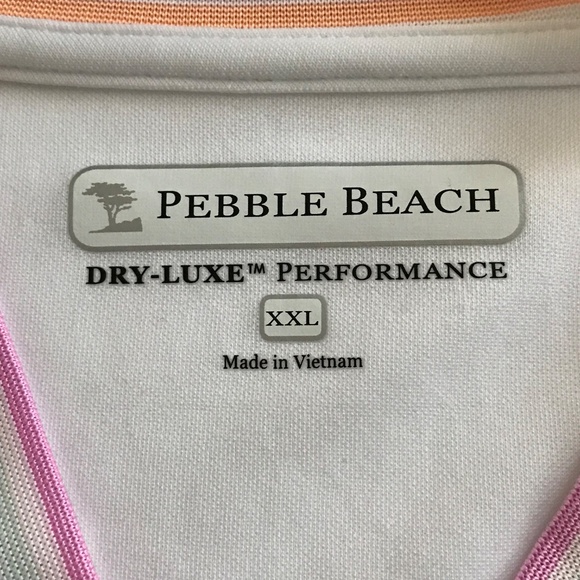 PEBBLE BEACH
DRY-LUXE™ PERFORMANCE
XXL
Made in Vietnam